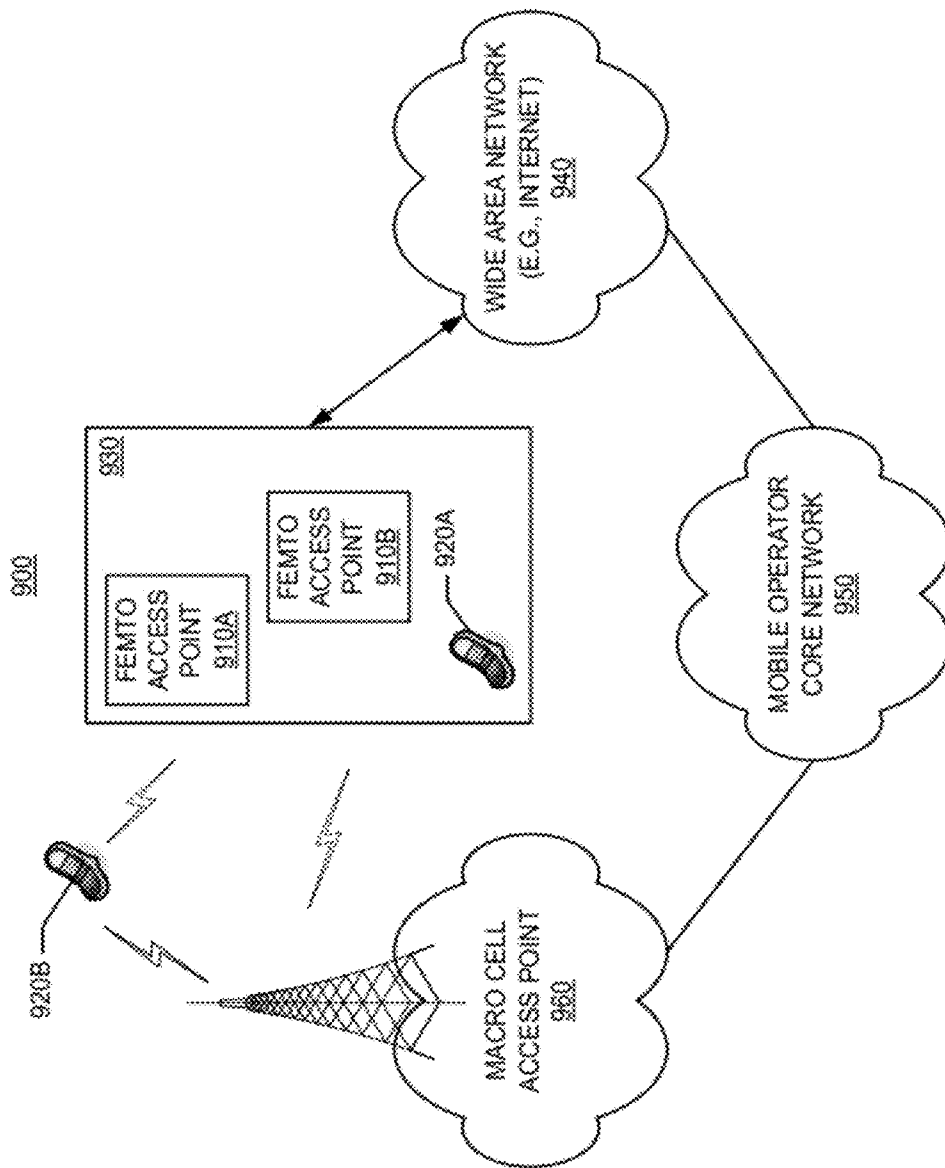 900
920B
930
FEMTO
ACCESS
POINT
910A
FEMTO
ACCESS
POINT
910B
920A
MACRO CELL
ACCESS POINT
960
MOBILE OPERATOR
CORE NETWORK
950
WIDE AREA NETWORK
(E.G., INTERNET)
940